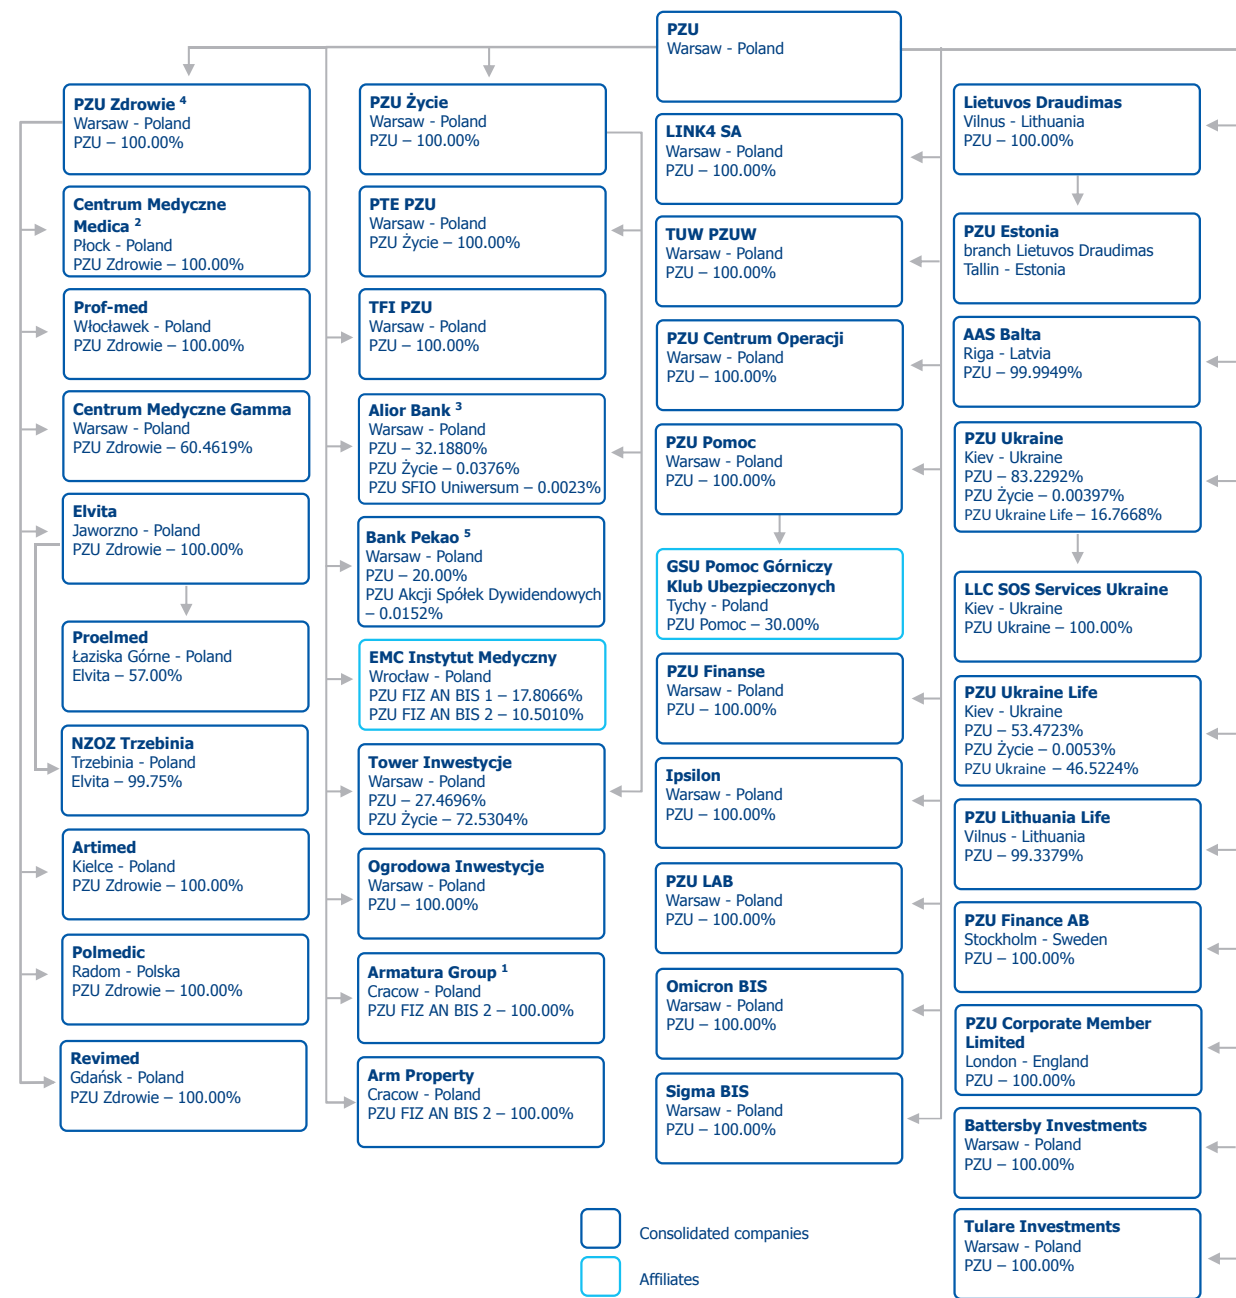 PZU
Warsaw - Poland
PZU Zdrowie 4
Warsaw - Poland
PZU – 100.00%
Centrum Medyczne
Medica 2
Płock - Poland
PZU Zdrowie – 100.00%
Prof-med
Włocławek - Poland
PZU Zdrowie – 100.00%
Centrum Medyczne Gamma
Warsaw - Poland
PZU Zdrowie – 60.4619%
Elvita
Jaworzno - Poland
PZU Zdrowie – 100.00%
Proelmed
Łaziska Górne - Poland
Elvita – 57.00%
NZOZ Trzebinia
Trzebinia - Poland
Elvita – 99.75%
Artimed
Kielce - Poland
PZU Zdrowie – 100.00%
Polmedic
Radom - Polska
PZU Zdrowie – 100.00%
Revimed
Gdańsk - Poland
PZU Zdrowie – 100.00%
PZU Życie
Warsaw - Poland
PZU – 100.00%
PTE PZU
Warsaw - Poland
PZU Życie – 100.00%
TFI PZU
Warsaw - Poland
PZU – 100.00%
Alior Bank 3
Warsaw - Poland
PZU – 32.1880%
PZU Życie – 0.0376%
PZU SFIO Uniwersum – 0.0023%
Bank Pekao 5
Warsaw - Poland
PZU – 20.00%
PZU Akcji Spółek Dywidendowych
– 0.0152%
EMC Instytut Medyczny
Wrocław - Poland
PZU FIZ AN BIS 1 – 17.8066%
PZU FIZ AN BIS 2 – 10.5010%
Tower Inwestycje
Warsaw - Poland
PZU – 27.4696%
PZU Życie – 72.5304%
Ogrodowa Inwestycje
Warsaw - Poland
PZU – 100.00%
Armatura Group 1
Cracow - Poland
PZU FIZ AN BIS 2 – 100.00%
Arm Property
Cracow - Poland
PZU FIZ AN BIS 2 – 100.00%
LINK4 SA
Warsaw - Poland
PZU – 100.00%
TUW PZUW
Warsaw - Poland
PZU – 100.00%
PZU Centrum Operacji
Warsaw - Poland
PZU – 100.00%
PZU Pomoc
Warsaw - Poland
PZU – 100.00%
GSU Pomoc Górniczy
Klub Ubezpieczonych
Tychy - Poland
PZU Pomoc – 30.00%
PZU Finanse
Warsaw - Poland
PZU – 100.00%
Ipsilon
Warsaw - Poland
PZU – 100.00%
PZU LAB
Warsaw - Poland
PZU – 100.00%
Omicron BIS
Warsaw - Poland
PZU – 100.00%
Sigma BIS
Warsaw - Poland
PZU – 100.00%
Lietuvos Draudimas
Vilnus - Lithuania
PZU – 100.00%
PZU Estonia
branch Lietuvos Draudimas
Tallin - Estonia
AAS Balta
Riga - Latvia
PZU – 99.9949%
PZU Ukraine
Kiev - Ukraine
PZU – 83.2292%
PZU Życie – 0.00397%
PZU Ukraine Life – 16.7668%
LLC SOS Services Ukraine
Kiev - Ukraine
PZU Ukraine – 100.00%
PZU Ukraine Life
Kiev - Ukraine
PZU – 53.4723%
PZU Życie – 0.0053%
PZU Ukraine – 46.5224%
PZU Lithuania Life
Vilnus - Lithuania
PZU – 99.3379%
PZU Finance AB
Stockholm - Sweden
PZU – 100.00%
PZU Corporate Member
Limited
London - England
PZU – 100.00%
Battersby Investments
Warsaw - Poland
PZU – 100.00%
Tulare Investments
Warsaw - Poland
PZU – 100.00%
Consolidated companies
Affiliates